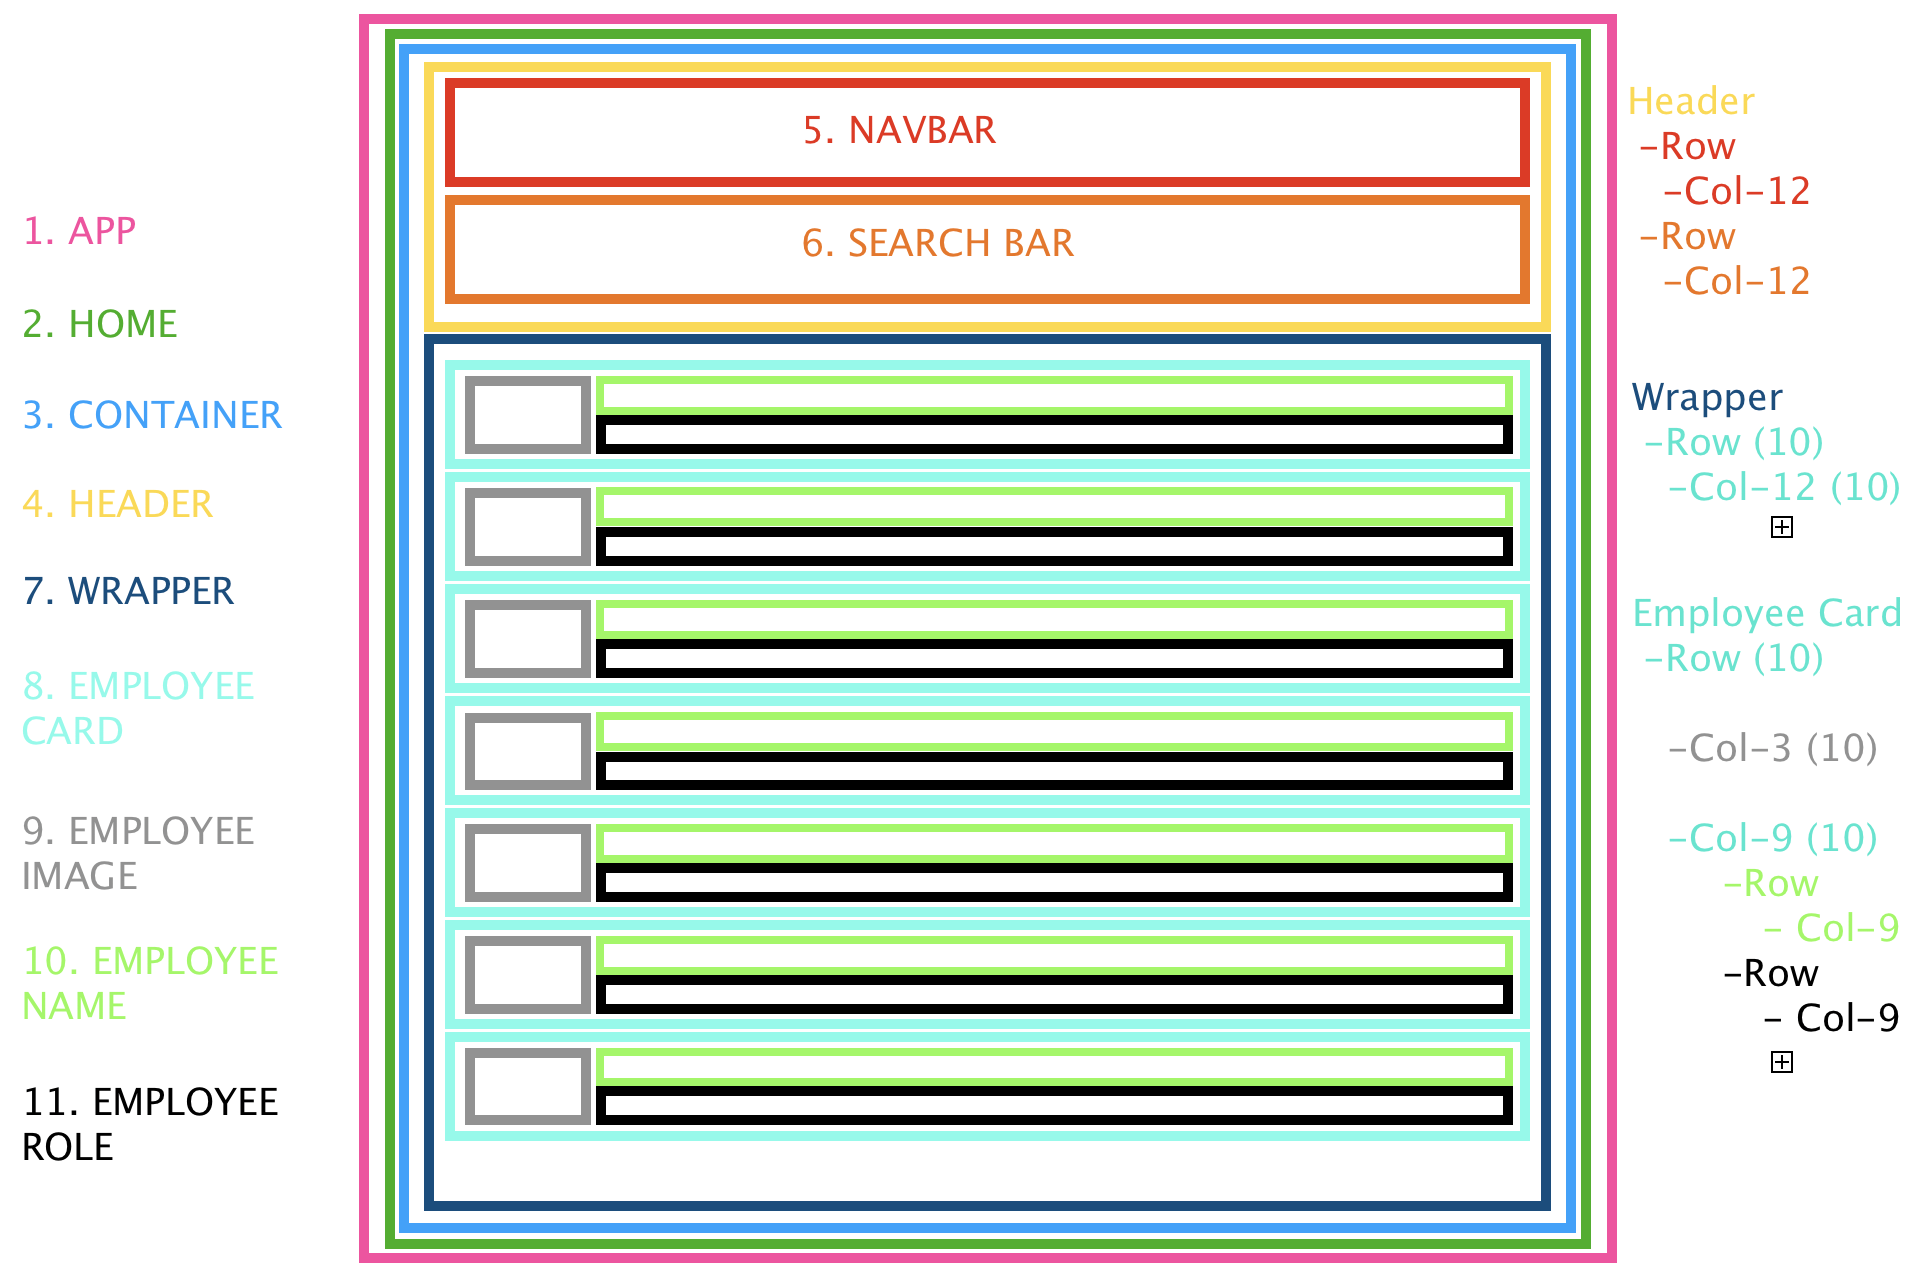 1. APP
2. HOME
3. CONTAINER
4. HEADER
7. WRAPPER
8. EMPLOYEE
CARD
9. EMPLOYEE
IMAGE
10. EMPLOYEE
NAME
11. EMPLOYEE
ROLE
5. NAVBAR
6. SEARCH BAR
Header
-Row
-Col-12
-Row
-Col-12
Wrapper
-Row (10)
-Col-12 (10)
Employee Card
-Row (10)
-Col-3 (10)
-Col-9 (10)
-Row
- Col-9
-Row
- Col-9